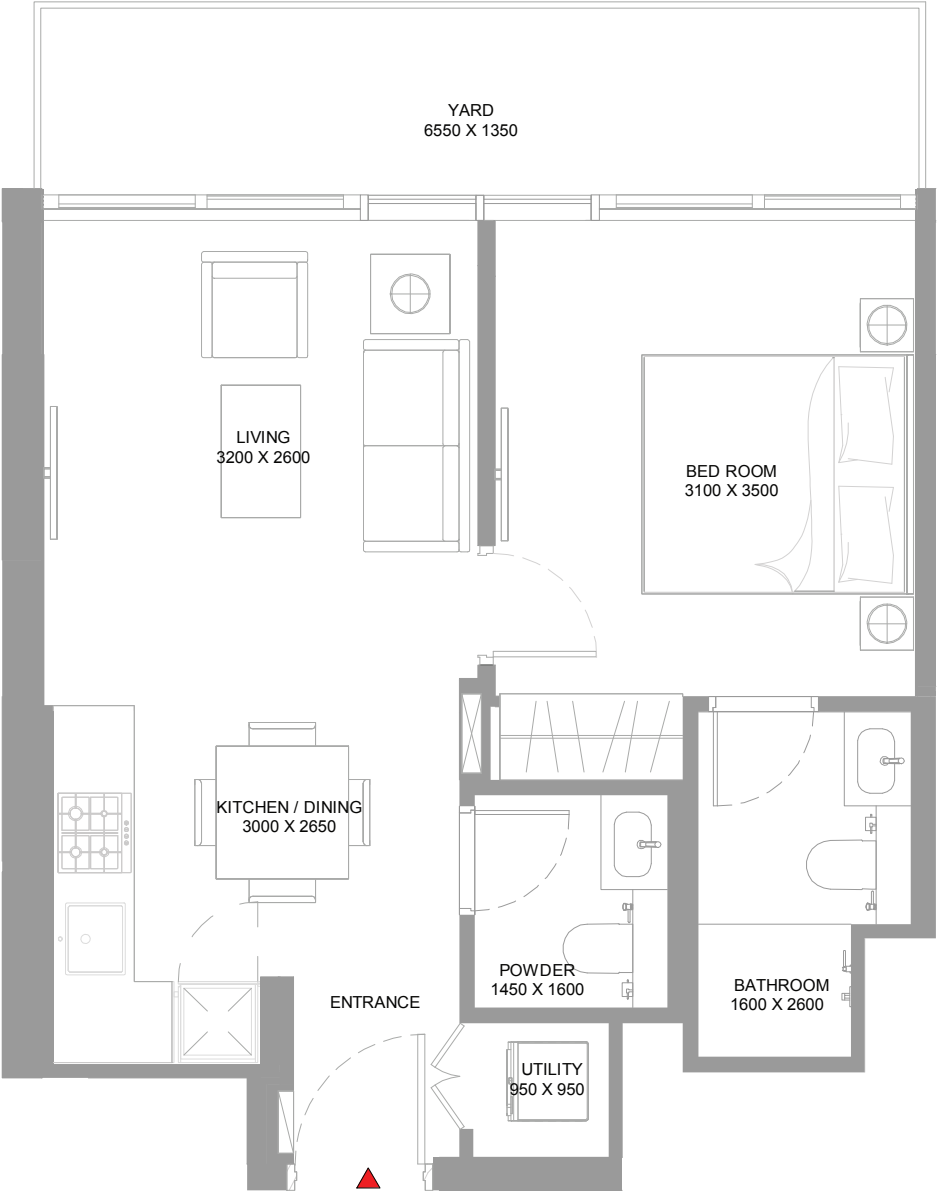 YARD
6550 X 1350
LIVING
3200 X 2600
BED ROOM
3100 X 3500
KITCHEN / DINING
3000 X 2650
POWDER
1450 X 1600
BATHROOM
1600 X 2600
ENTRANCE
UTILITY
950 X 950